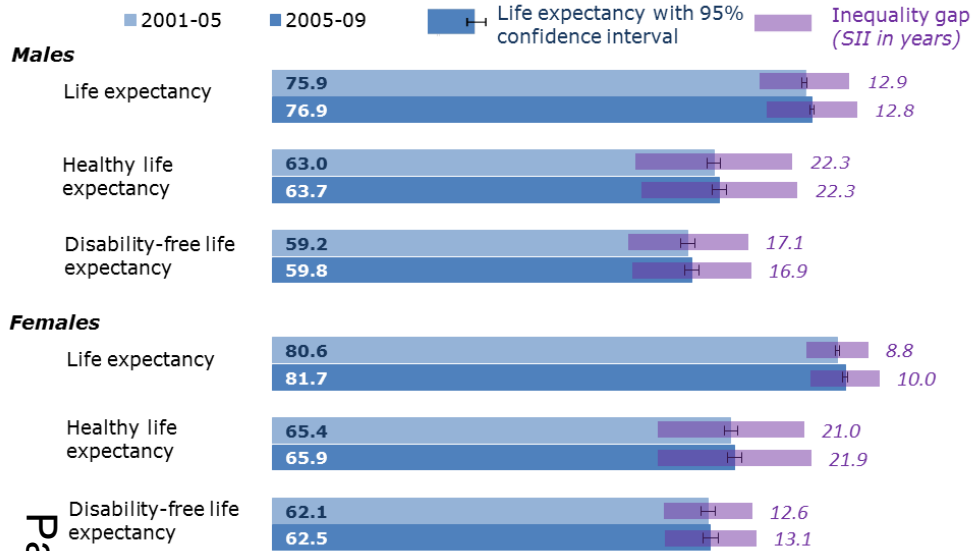 2001-05
2005-09
Life expectancy with 95%
confidence interval
Inequality gap
(SII in years)
Males
Life expectancy
75.9
12.9
76.9
12.8
Healthy life
expectancy
63.0
22.3
63.7
22.3
Disability-free life
expectancy
59.2
17.1
59.8
16.9
Females
Life expectancy
80.6
8.8
81.7
10.0
Healthy life
expectancy
65.4
21.0
65.9
21.9
Disability-free life
expectancy
62.1
12.6
62.5
13.1